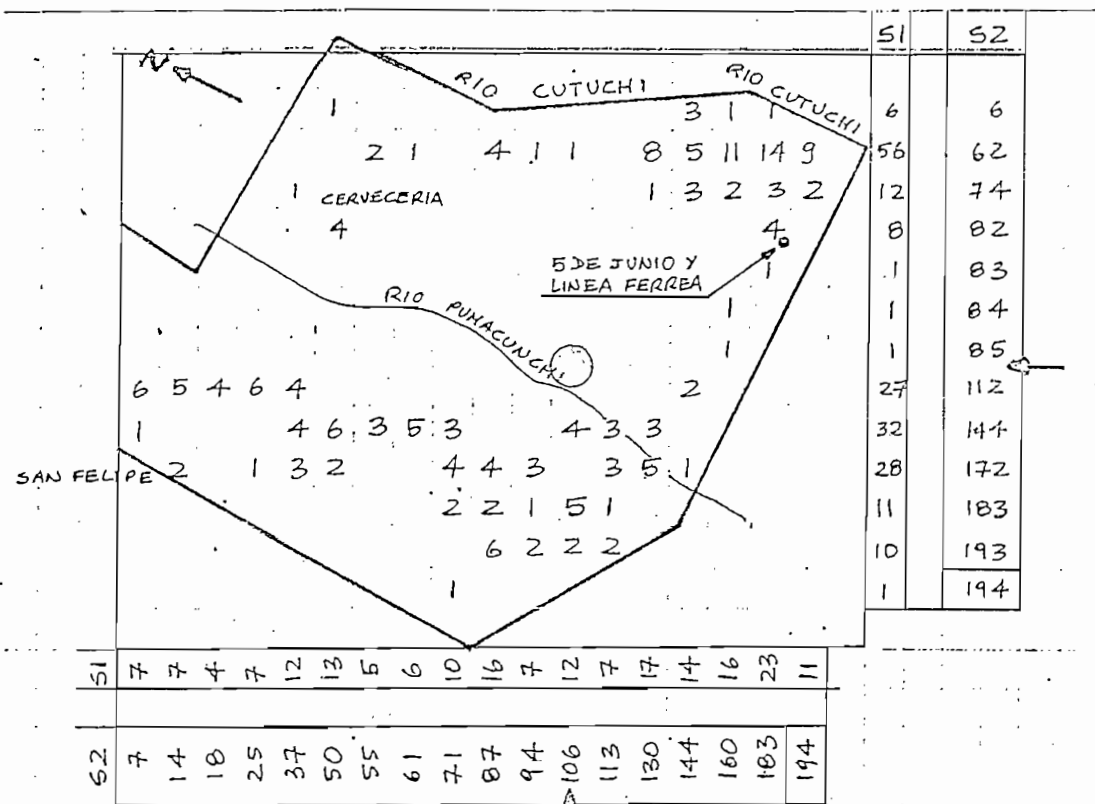 S1 S2
N
RIO CUTUCHI RIO CUTUCHI
1 3 1 1 6 6
2 1 4 1 1 8 5 11 14 9 56 62
1 CERVECERIA 1 3 2 3 2 12 74
4 4 8 82
5 DE JUNIO Y
LINEA FERREA
1 1 83
RIO PUMACUNCHI
1 1 84
1 1 85
6 5 4 6 4 2 27 112
1 4 6 3 5 3 4 3 3 32 144
SAN FELIPE 2 1 3 2 4 4 3 3 5 1 28 172
2 2 1 5 1 11 183
6 2 2 2 10 193
1 1 194
S1 7 7 4 7 12 13 5 6 10 16 7 12 7 17 14 16 23 11
S2 7 14 18 25 37 50 55 61 71 87 94 106 113 130 144 160 183 194